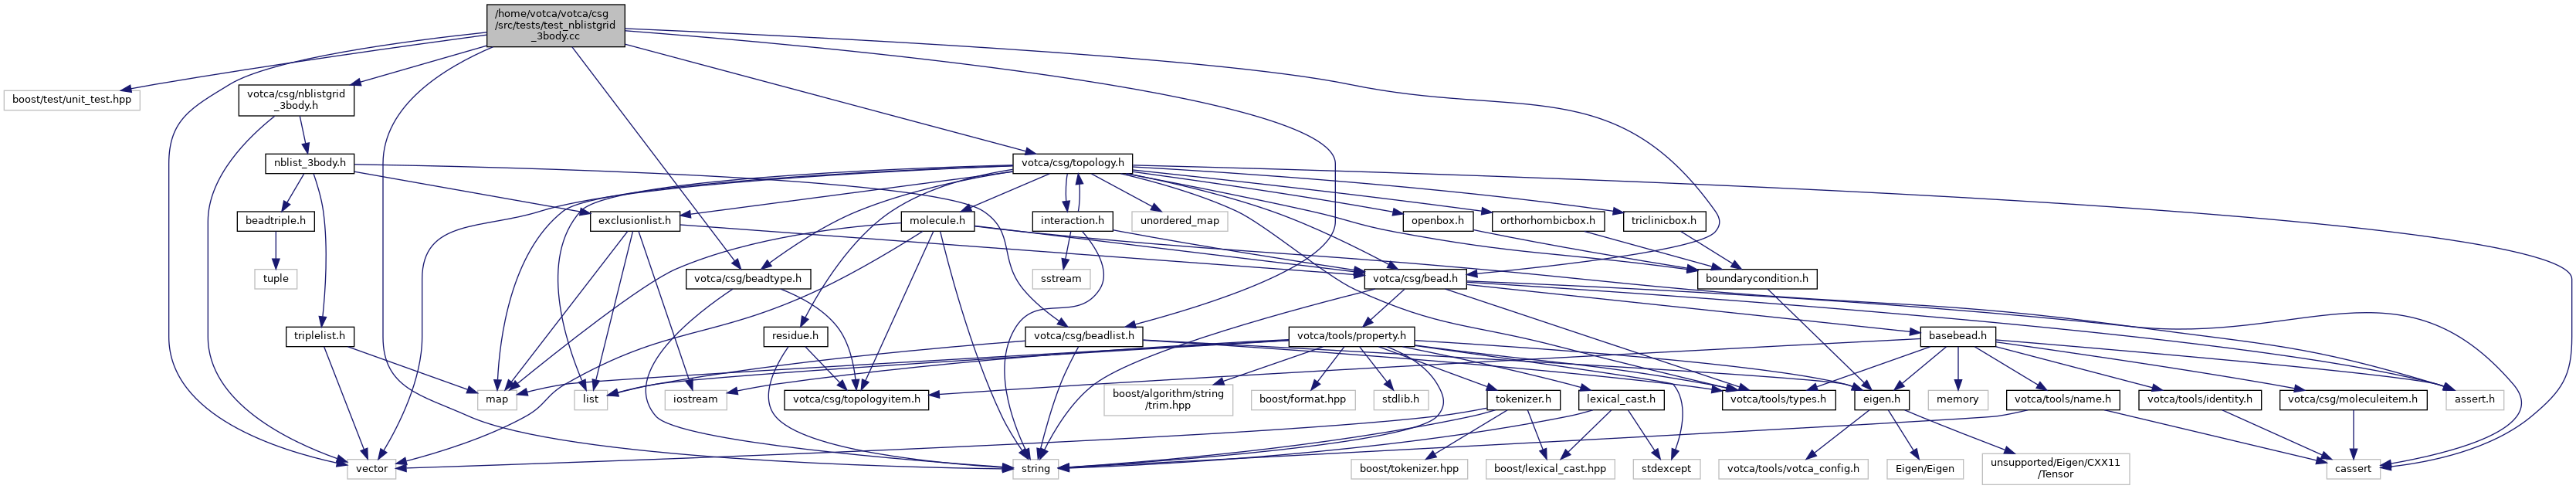 /home/votca/votca/csg
/src/tests/test_nblistgrid
_3body.cc
boost/test/unit_test.hpp
votca/csg/nblistgrid
_3body.h
nblist_3body.h
votca/csg/topology.h
beadtriple.h
exclusionlist.h
molecule.h
interaction.h
unordered_map
openbox.h
orthorhombicbox.h
triclinicbox.h
tuple
votca/csg/beadtype.h
sstream
votca/csg/bead.h
boundarycondition.h
triplelist.h
residue.h
votca/csg/beadlist.h
votca/tools/property.h
basebead.h
map
list
iostream
votca/csg/topologyitem.h
boost/algorithm/string
/trim.hpp
boost/format.hpp
stdlib.h
tokenizer.h
lexical_cast.h
votca/tools/types.h
eigen.h
memory
votca/tools/name.h
votca/tools/identity.h
votca/csg/moleculeitem.h
assert.h
vector
string
boost/tokenizer.hpp
boost/lexical_cast.hpp
stdexcept
votca/tools/votca_config.h
Eigen/Eigen
unsupported/Eigen/CXX11
/Tensor
cassert